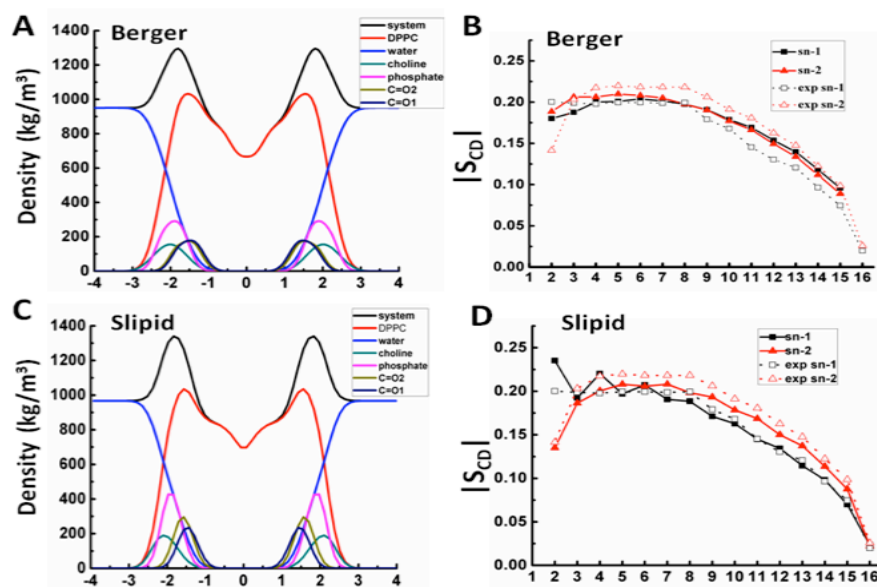 A
Berger
Density (kg/m³)
1400
1200
1000
800
600
400
200
0
-4 -3 -2 -1 0 1 2 3 4
system
DPPC
water
choline
phosphate
C=O2
C=O1
B
Berger
|S_CD|
0.25
0.20
0.15
0.10
0.05
0.00
1 2 3 4 5 6 7 8 9 10 11 12 13 14 15 16
sn-1
sn-2
exp sn-1
exp sn-2
C
Slipid
Density (kg/m³)
1400
1200
1000
800
600
400
200
0
-4 -3 -2 -1 0 1 2 3 4
system
DPPC
water
choline
phosphate
C=O2
C=O1
D
Slipid
|S_CD|
0.25
0.20
0.15
0.10
0.05
0.00
1 2 3 4 5 6 7 8 9 10 11 12 13 14 15 16
sn-1
sn-2
exp sn-1
exp sn-2